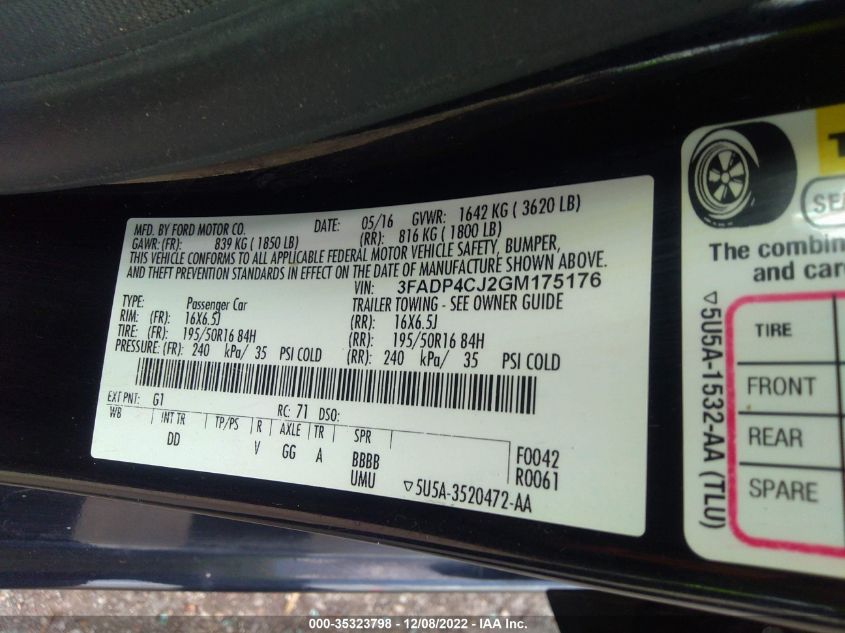 MFD. BY FORD MOTOR CO. DATE: 05/16 GVWR: 1642 KG ( 3620 LB)
GAWR: (FR): 839 KG ( 1850 LB) (RR): 816 KG ( 1800 LB)
THIS VEHICLE CONFORMS TO ALL APPLICABLE FEDERAL MOTOR VEHICLE SAFETY, BUMPER,
AND THEFT PREVENTION STANDARDS IN EFFECT ON THE DATE OF MANUFACTURE SHOWN ABOVE.
VIN: 3FADP4CJ2GM175176
TYPE: Passenger Car TRAILER TOWING - SEE OWNER GUIDE
RIM: (FR): 16X6.5J (RR): 16X6.5J
TIRE: (FR): 195/50R16 84H (RR): 195/50R16 84H
PRESSURE: (FR): 240 kPa/ 35 PSI COLD (RR): 240 kPa/ 35 PSI COLD
EXT PNT: G1 RC: 71 DSO:
WB INT TR TP/PS R AXLE TR SPR
DD V GG A BBBB F0042
UMU R0061
▽5U5A-3520472-AA
The combin
and car
TIRE
FRONT
REAR
SPARE
▽5U5A-1532-AA (TLU)
000-35323798 - 12/08/2022 - © IAA Inc.